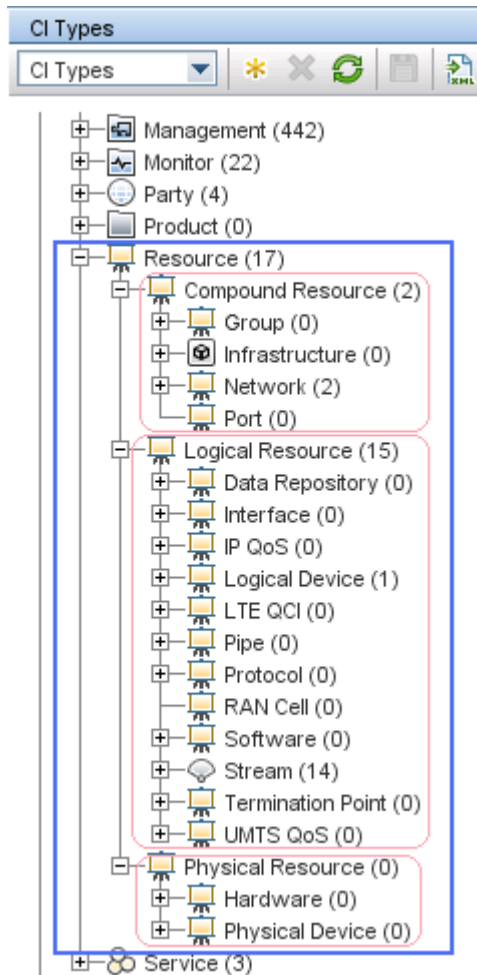 CI Types
CI Types
XML
Management (442)
Monitor (22)
Party (4)
Product (0)
Resource (17)
Compound Resource (2)
Group (0)
Infrastructure (0)
Network (2)
Port (0)
Logical Resource (15)
Data Repository (0)
Interface (0)
IP QoS (0)
Logical Device (1)
LTE QCI (0)
Pipe (0)
Protocol (0)
RAN Cell (0)
Software (0)
Stream (14)
Termination Point (0)
UMTS QoS (0)
Physical Resource (0)
Hardware (0)
Physical Device (0)
Service (3)